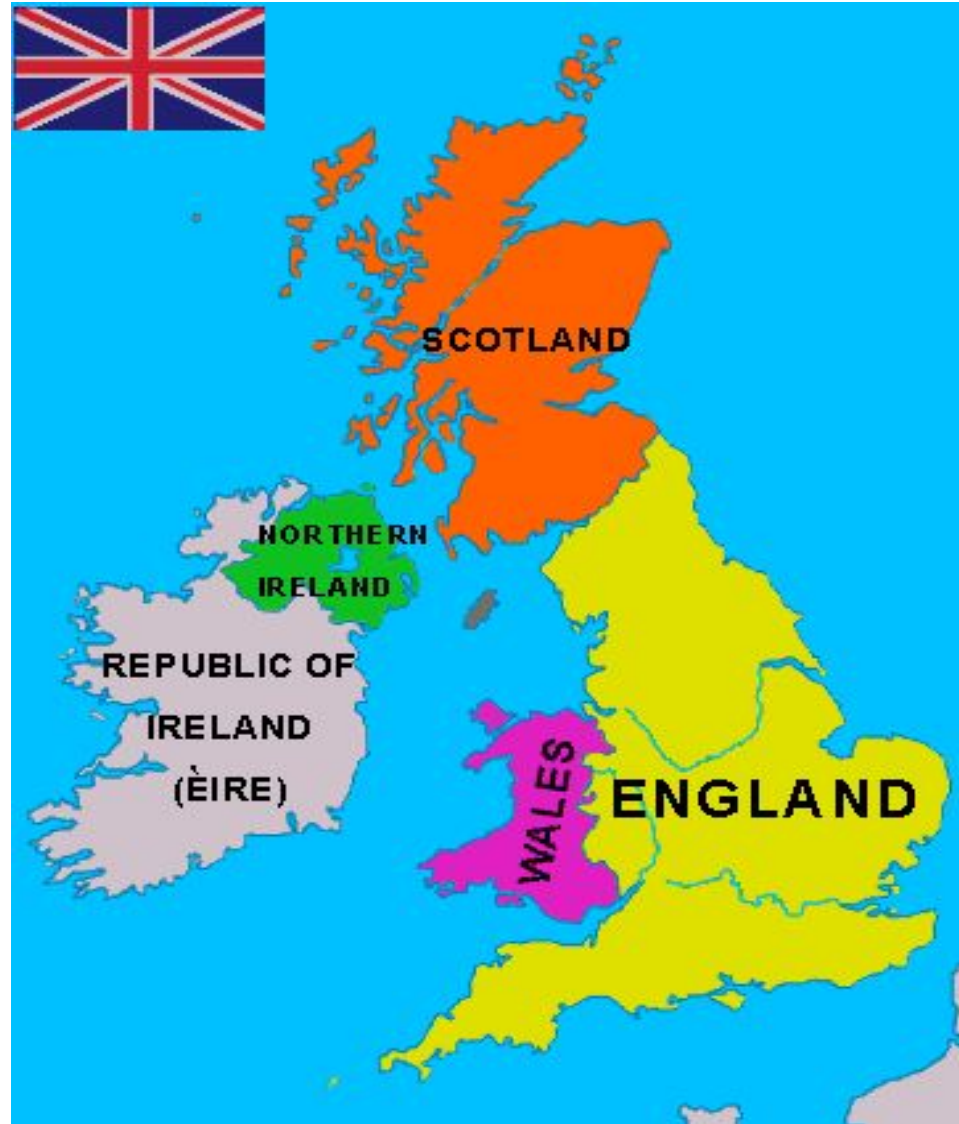 SCOTLAND
NORTHERN
IRELAND
REPUBLIC OF
IRELAND
(ÈIRE)
WALES
ENGLAND